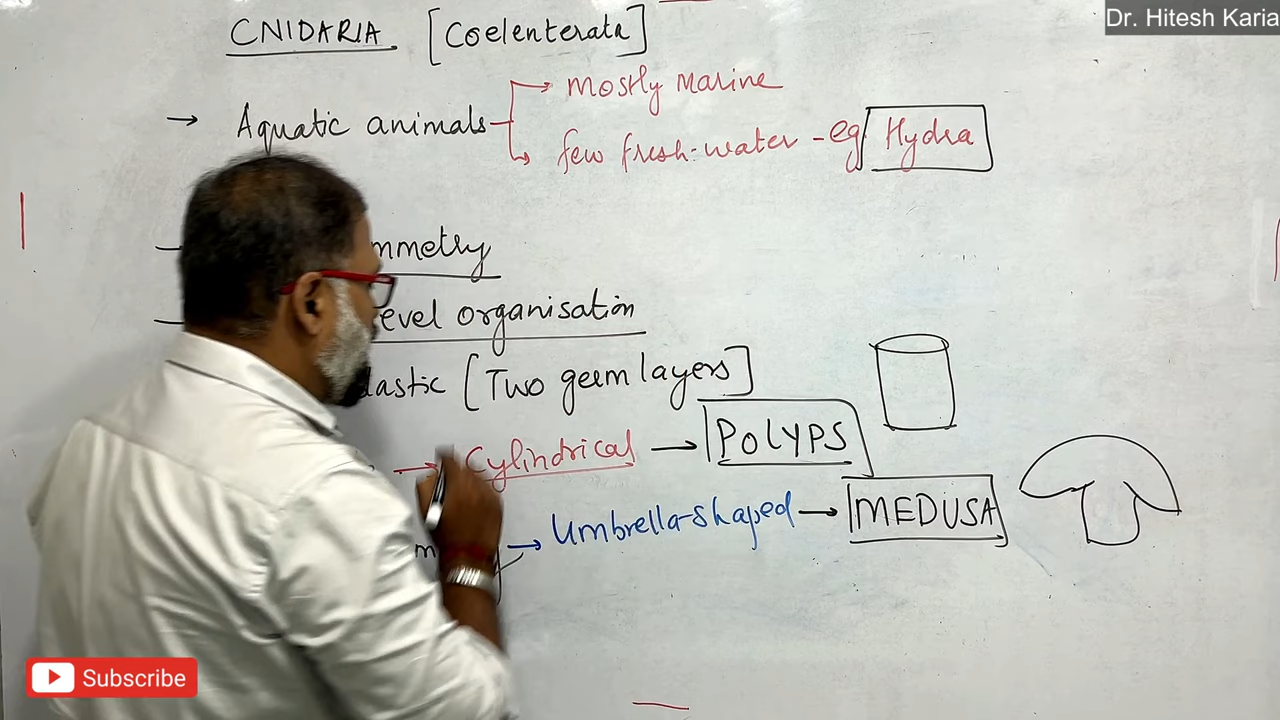 Dr. Hitesh Karia
CNIDARIA [Coelenterata]
→ Aquatic animals
→ mostly marine
→ few fresh-water - eg Hydra
mmetry
evel organisation
lastic [Two germ layers]
→ Cylindrical → POLYPS
→ Umbrella-shaped → MEDUSA
Subscribe